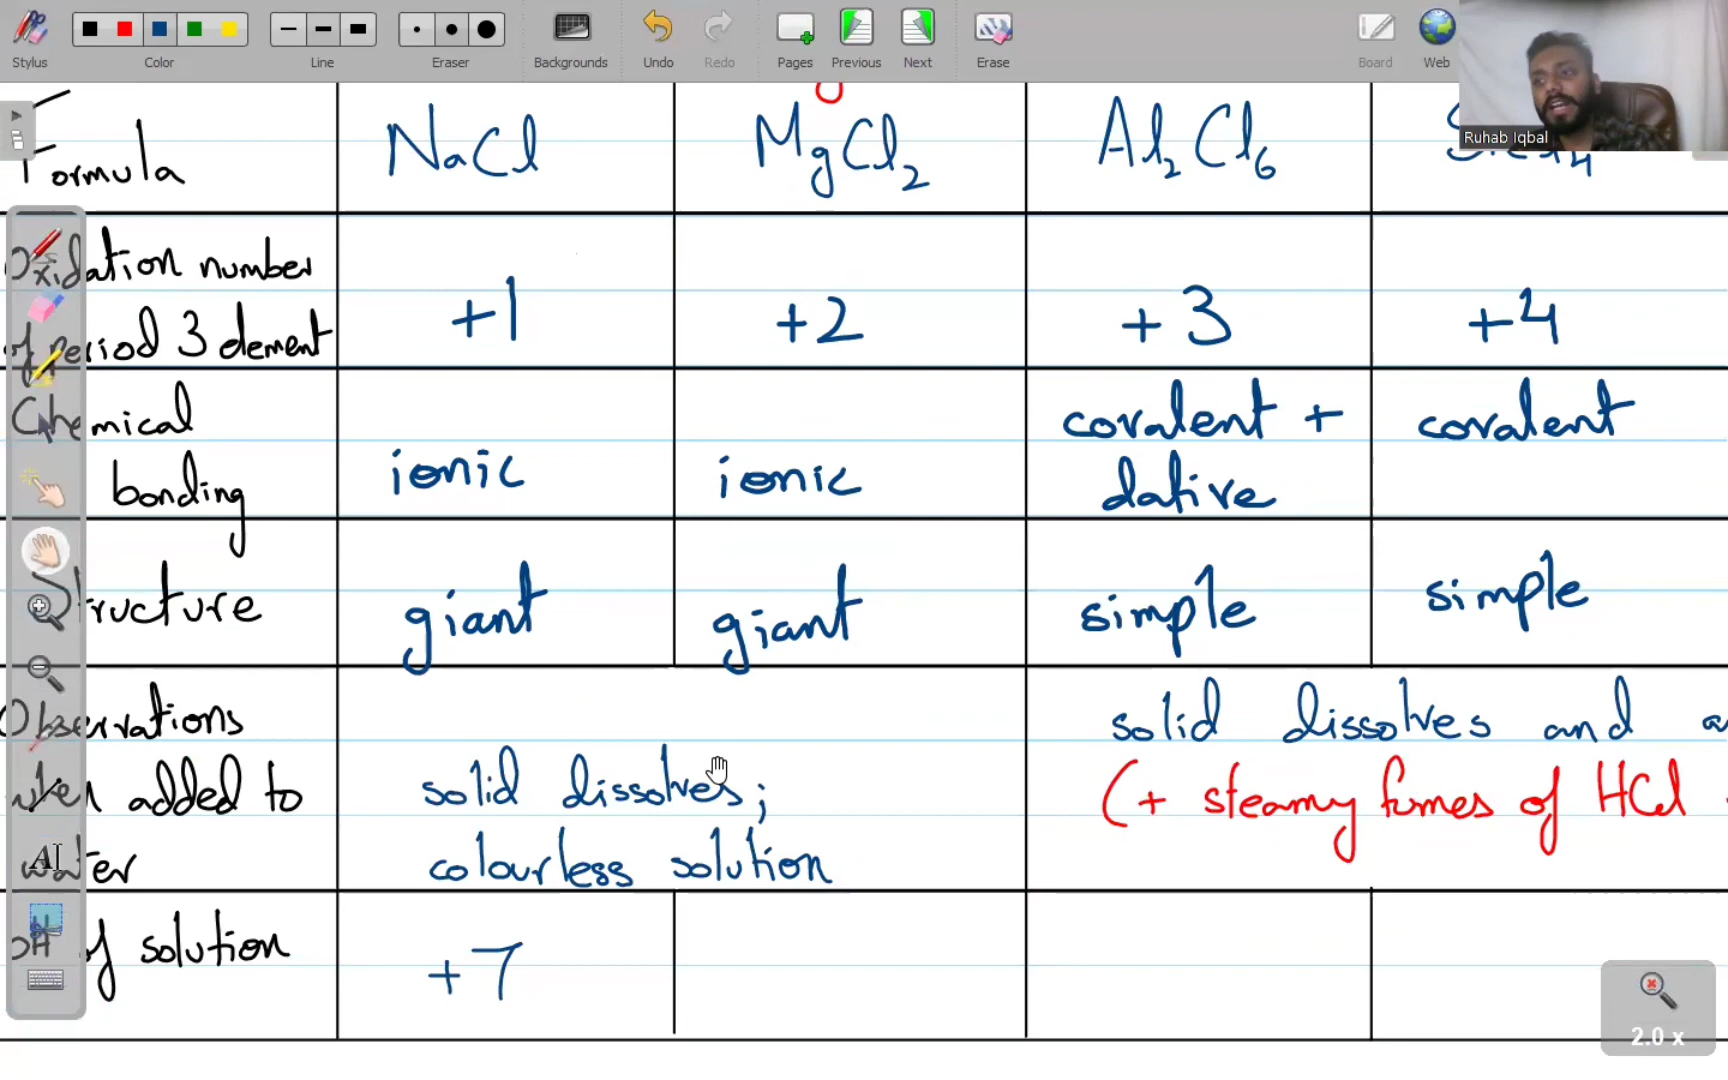 Stylus
Color
Line
Eraser
Backgrounds
Undo
Redo
Pages
Previous
Next
Erase
Board
Web
Ruhab Iqbal
Formula NaCl MgCl2 Al2Cl6 SiCl4
Oxidation number
of period 3 element +1 +2 +3 +4
Chemical
bonding ionic ionic covalent + dative covalent
Structure giant giant simple simple
Observations
when added to
water
solid dissolves;
colourless solution
solid dissolves and
(+ steamy fumes of HCl
pH of solution +7
2.0 x